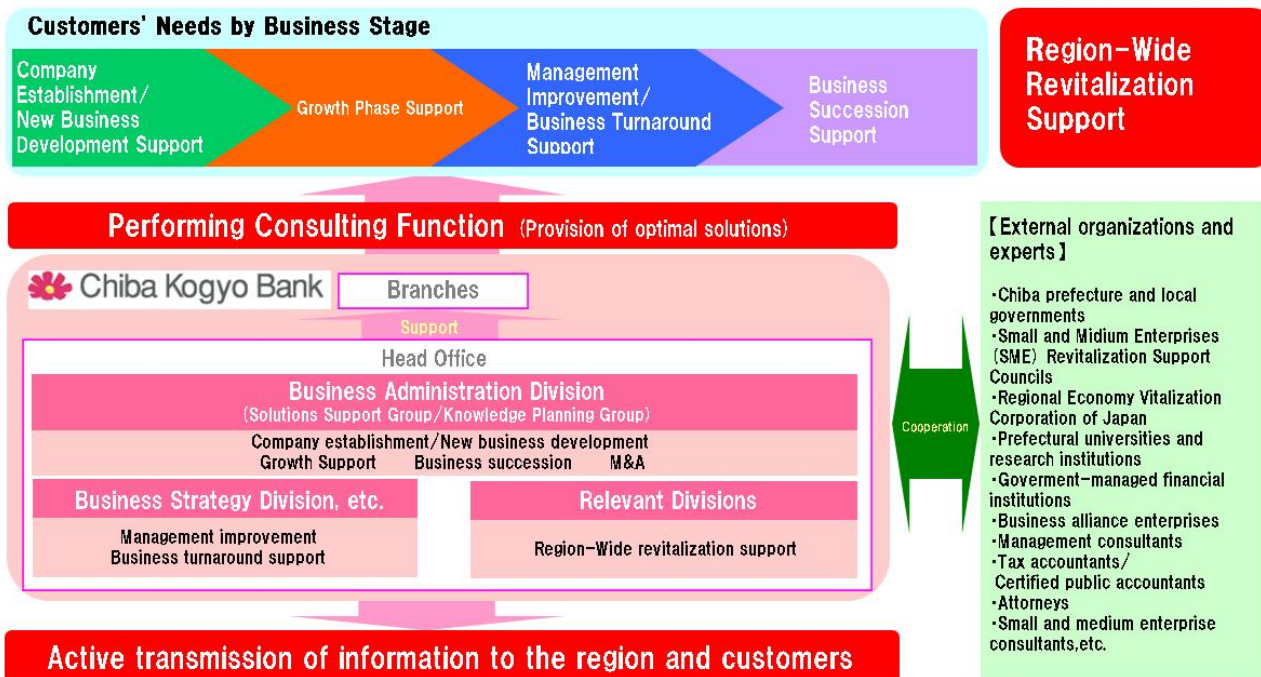 Customers' Needs by Business Stage
Company
Establishment/
New Business
Development Support
Growth Phase Support
Management
Improvement/
Business Turnaround
Support
Business
Succession
Support
Region-Wide
Revitalization
Support
Performing Consulting Function (Provision of optimal solutions)
Chiba Kogyo Bank
Branches
Support
Head Office
Business Administration Division
(Solutions Support Group/Knowledge Planning Group)
Company establishment/New business development
Growth Support Business succession M&A
Business Strategy Division, etc.
Management improvement
Business turnaround support
Relevant Divisions
Region-Wide revitalization support
Cooperation
【External organizations and
experts】
・Chiba prefecture and local
governments
・Small and Midium Enterprises
(SME) Revitalization Support
Councils
・Regional Economy Vitalization
Corporation of Japan
・Prefectural universities and
research institutions
・Goverment-managed financial
institutions
・Business alliance enterprises
・Management consultants
・Tax accountants/
Certified public accountants
・Attorneys
・Small and medium enterprise
consultants,etc.
Active transmission of information to the region and customers